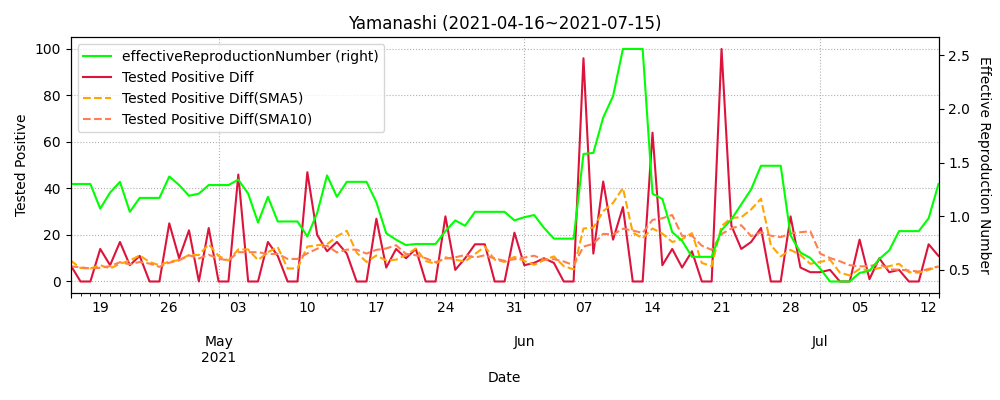 Yamanashi (2021-04-16~2021-07-15)
effectiveReproductionNumber (right)
Tested Positive Diff
Tested Positive Diff(SMA5)
Tested Positive Diff(SMA10)
Tested Positive
100
80
60
40
20
0
2.5
2.0
1.5
1.0
0.5
Effective Reproduction Number
19 26 03 10 17 24 31 07 14 21 28 05 12
May Jun Jul
2021
Date